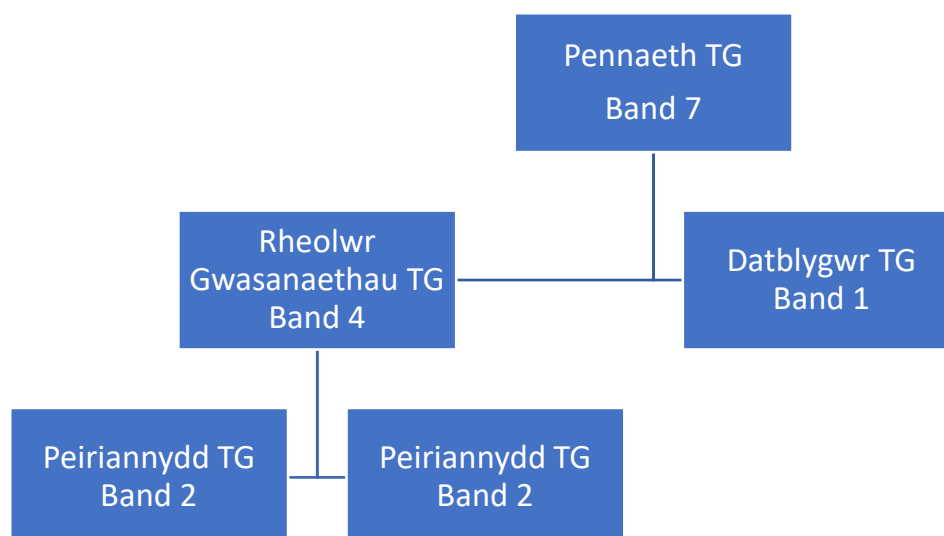 Pennaeth TG
Band 7
Rheolwr
Gwasanaethau TG
Band 4
Datblygwr TG
Band 1
Peiriannydd TG
Band 2
Peiriannydd TG
Band 2